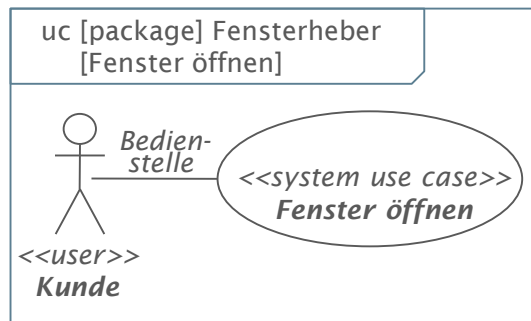 uc [package] Fensterheber
[Fenster öffnen]
Bedien-
stelle
<<system use case>>
Fenster öffnen
<<user>>
Kunde